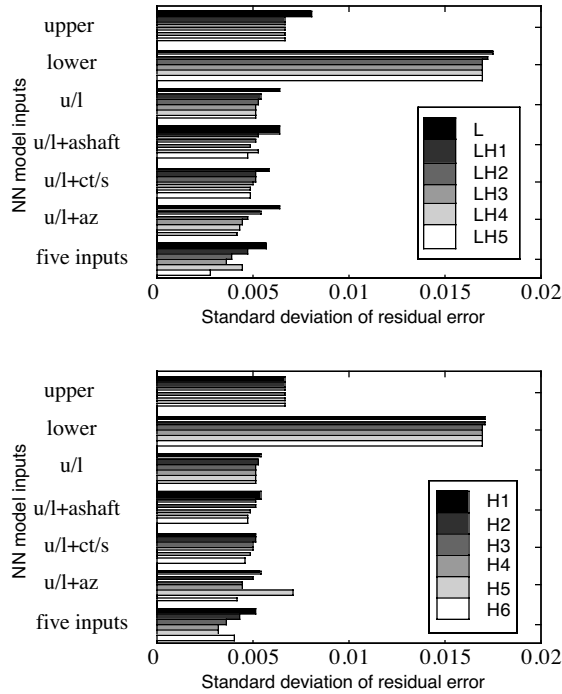 NN model inputs
upper
lower
u/l
u/l+ashaft
u/l+ct/s
u/l+az
five inputs
L
LH1
LH2
LH3
LH4
LH5
0 0.005 0.01 0.015 0.02
Standard deviation of residual error
NN model inputs
upper
lower
u/l
u/l+ashaft
u/l+ct/s
u/l+az
five inputs
H1
H2
H3
H4
H5
H6
0 0.005 0.01 0.015 0.02
Standard deviation of residual error